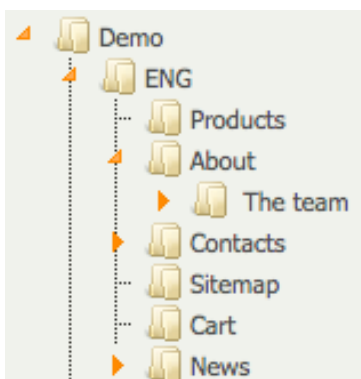 Demo
ENG
Products
About
The team
Contacts
Sitemap
Cart
News